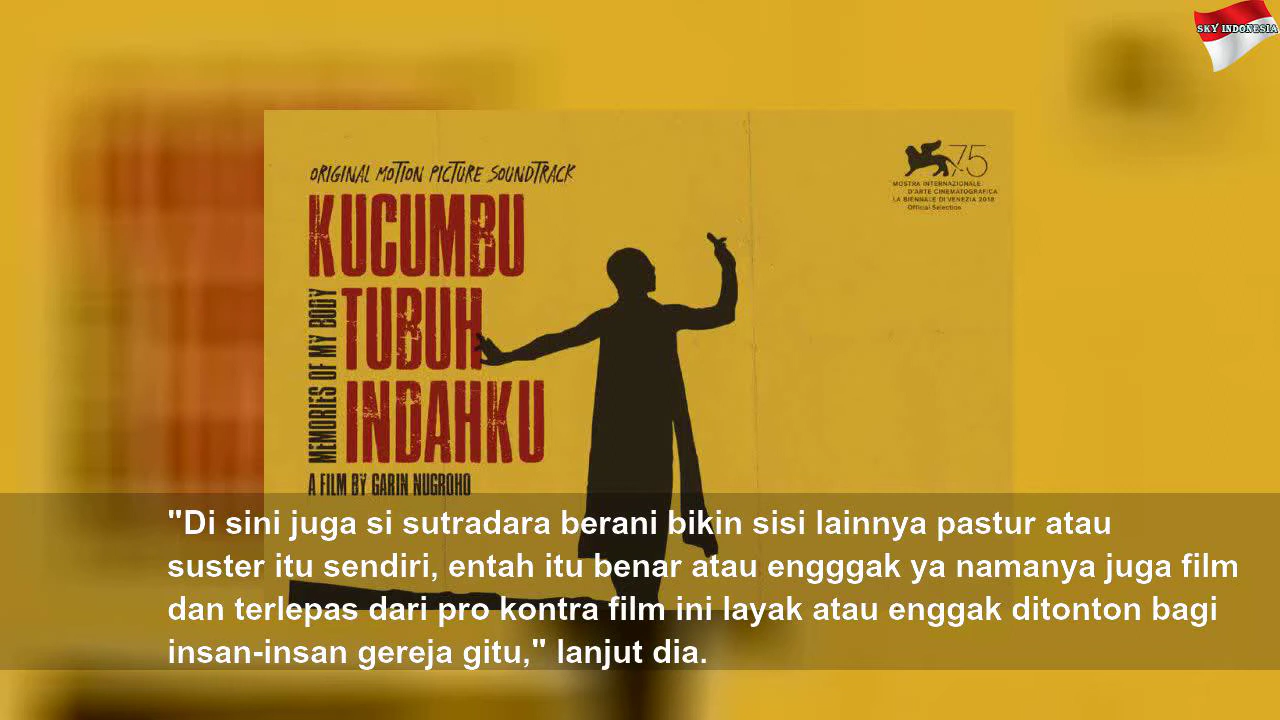 SKY INDONESIA
ORIGINAL MOTION PICTURE SOUNDTRACK
KUCUMBU
TUBUH
INDAHKU
MEMORIES OF MY BODY
A FILM BY GARIN NUGROHO
75
MOSTRA INTERNAZIONALE
D'ARTE CINEMATOGRAFICA
LA BIENNALE DI VENEZIA 2018
Official Selection
"Di sini juga si sutradara berani bikin sisi lainnya pastur atau
suster itu sendiri, entah itu benar atau engggak ya namanya juga film
dan terlepas dari pro kontra film ini layak atau enggak ditonton bagi
insan-insan gereja gitu," lanjut dia.